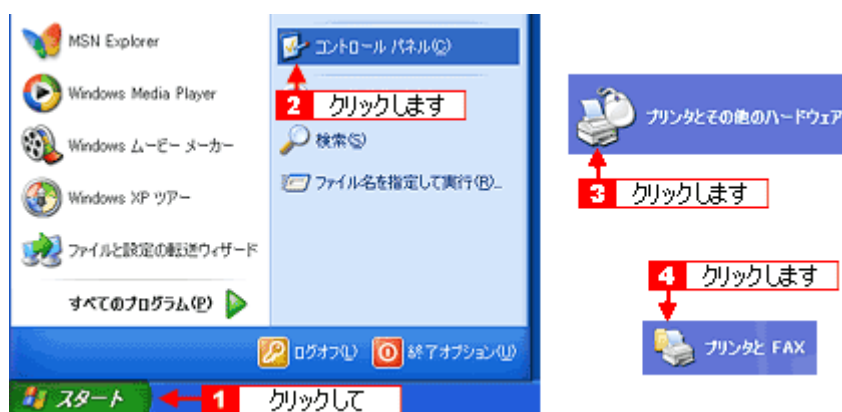 MSN Explorer
Windows Media Player
Windows ムービー メーカー
Windows XP ツアー
ファイルと設定の転送ウィザード
すべてのプログラム(P)
コントロール パネル(C)
2 クリックします
検索(S)
ファイル名を指定して実行(R)...
ログオフ(L)
終了オプション(U)
スタート
1 クリックして
プリンタとその他のハードウェア
3 クリックします
4 クリックします
プリンタと FAX